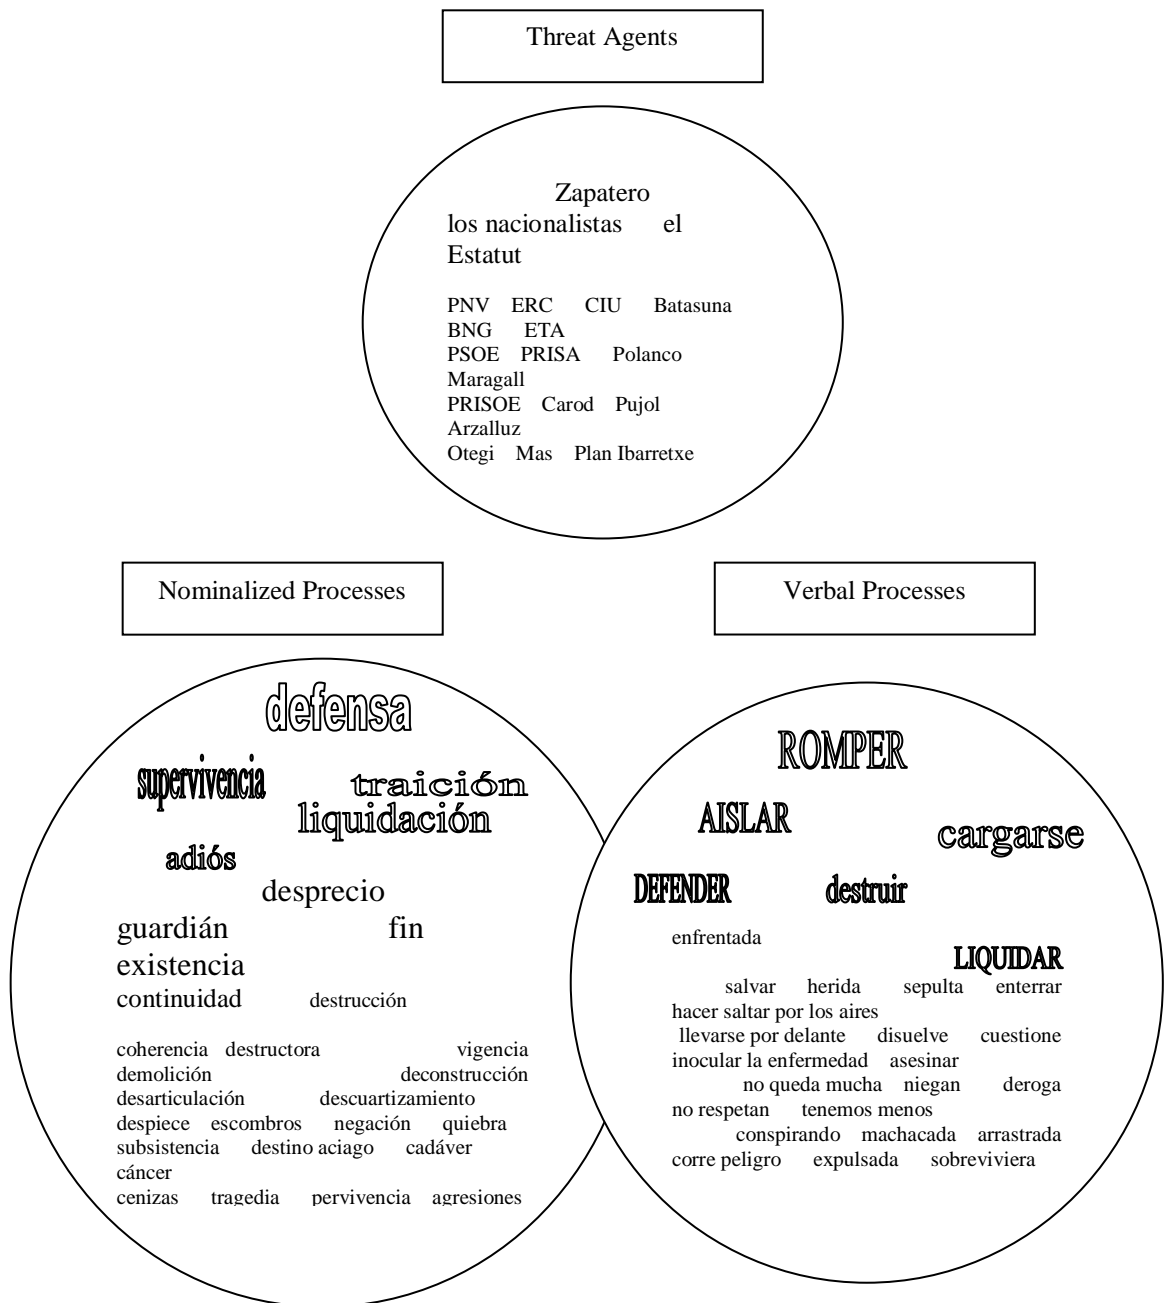 Threat Agents
Zapatero
los nacionalistas el
Estatut
PNV ERC CIU Batasuna
BNG ETA
PSOE PRISA Polanco
Maragall
PRISOE Carod Pujol
Arzalluz
Otegi Mas Plan Ibarretxe
Nominalized Processes
defensa
supervivencia
traición
liquidación
adiós
desprecio
guardián fin
existencia
continuidad destrucción
coherencia destructora vigencia
demolición deconstrucción
desarticulación descuartizamiento
despiece escombros negación quiebra
subsistencia destino aciago cadáver
cáncer
cenizas tragedia pervivencia agresiones
Verbal Processes
ROMPER
AISLAR
cargarse
DEFENDER destruir
enfrentada
LIQUIDAR
salvar herida sepulta enterrar
hacer saltar por los aires
llevarse por delante disuelve cuestione
inocular la enfermedad asesinar
no queda mucha niegan deroga
no respetan tenemos menos
conspirando machacada arrastrada
corre peligro expulsada sobreviviera